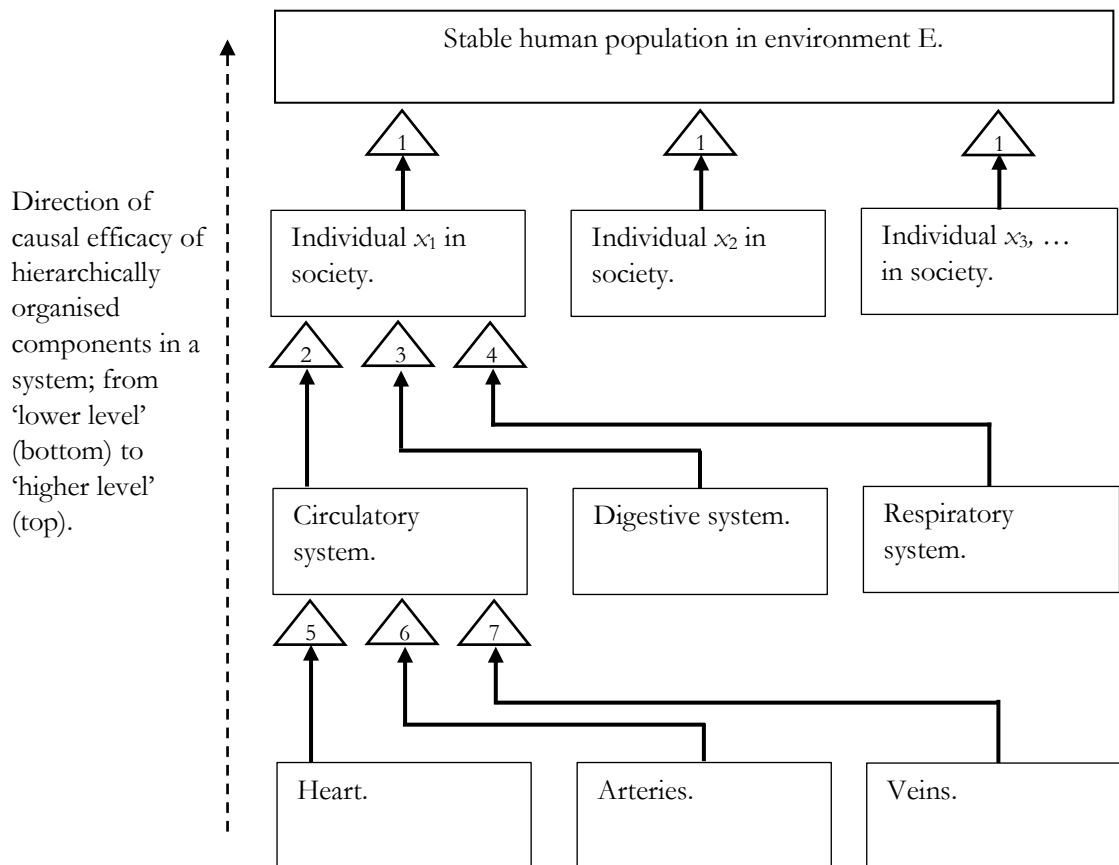 Stable human population in environment E.
1
1
1
Direction of
causal efficacy of
hierarchically
organised
components in a
system; from
‘lower level’
(bottom) to
‘higher level’
(top).
Individual x₁ in
society.
Individual x₂ in
society.
Individual x₃, …
in society.
2
3
4
Circulatory
system.
Digestive system.
Respiratory
system.
5
6
7
Heart.
Arteries.
Veins.